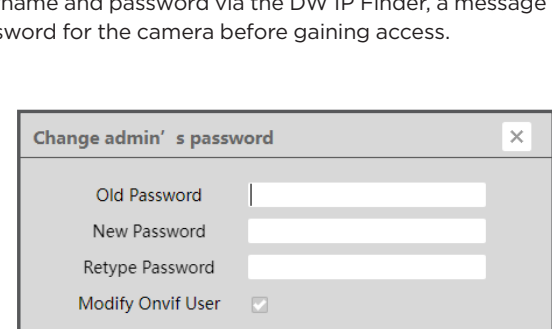 name and password via the DW IP Finder, a message
sword for the camera before gaining access.
Change admin' s password
Old Password
New Password
Retype Password
Modify Onvif User